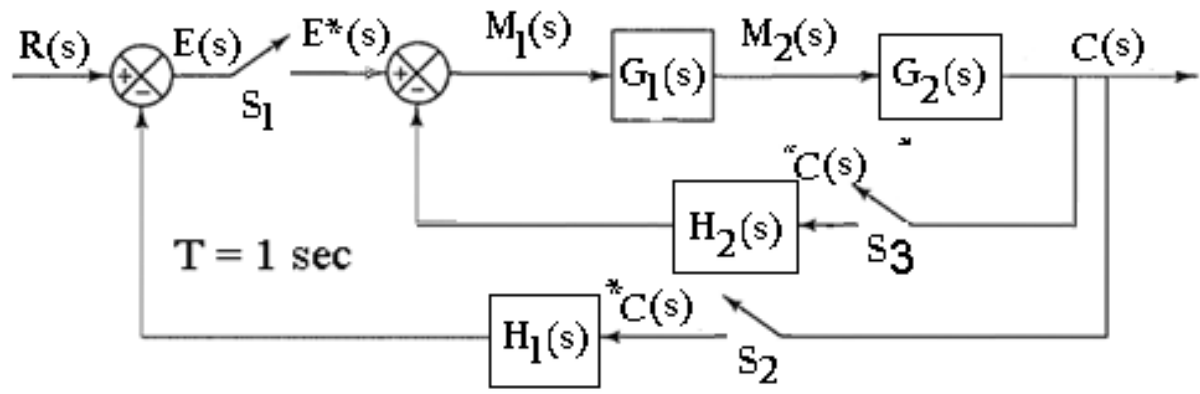 R(s) E(s) E*(s) M1(s) M2(s) C(s)
+ - S1 + - G1(s) G2(s)
*C(s)
H2(s) S3
T = 1 sec
*C(s)
H1(s) S2